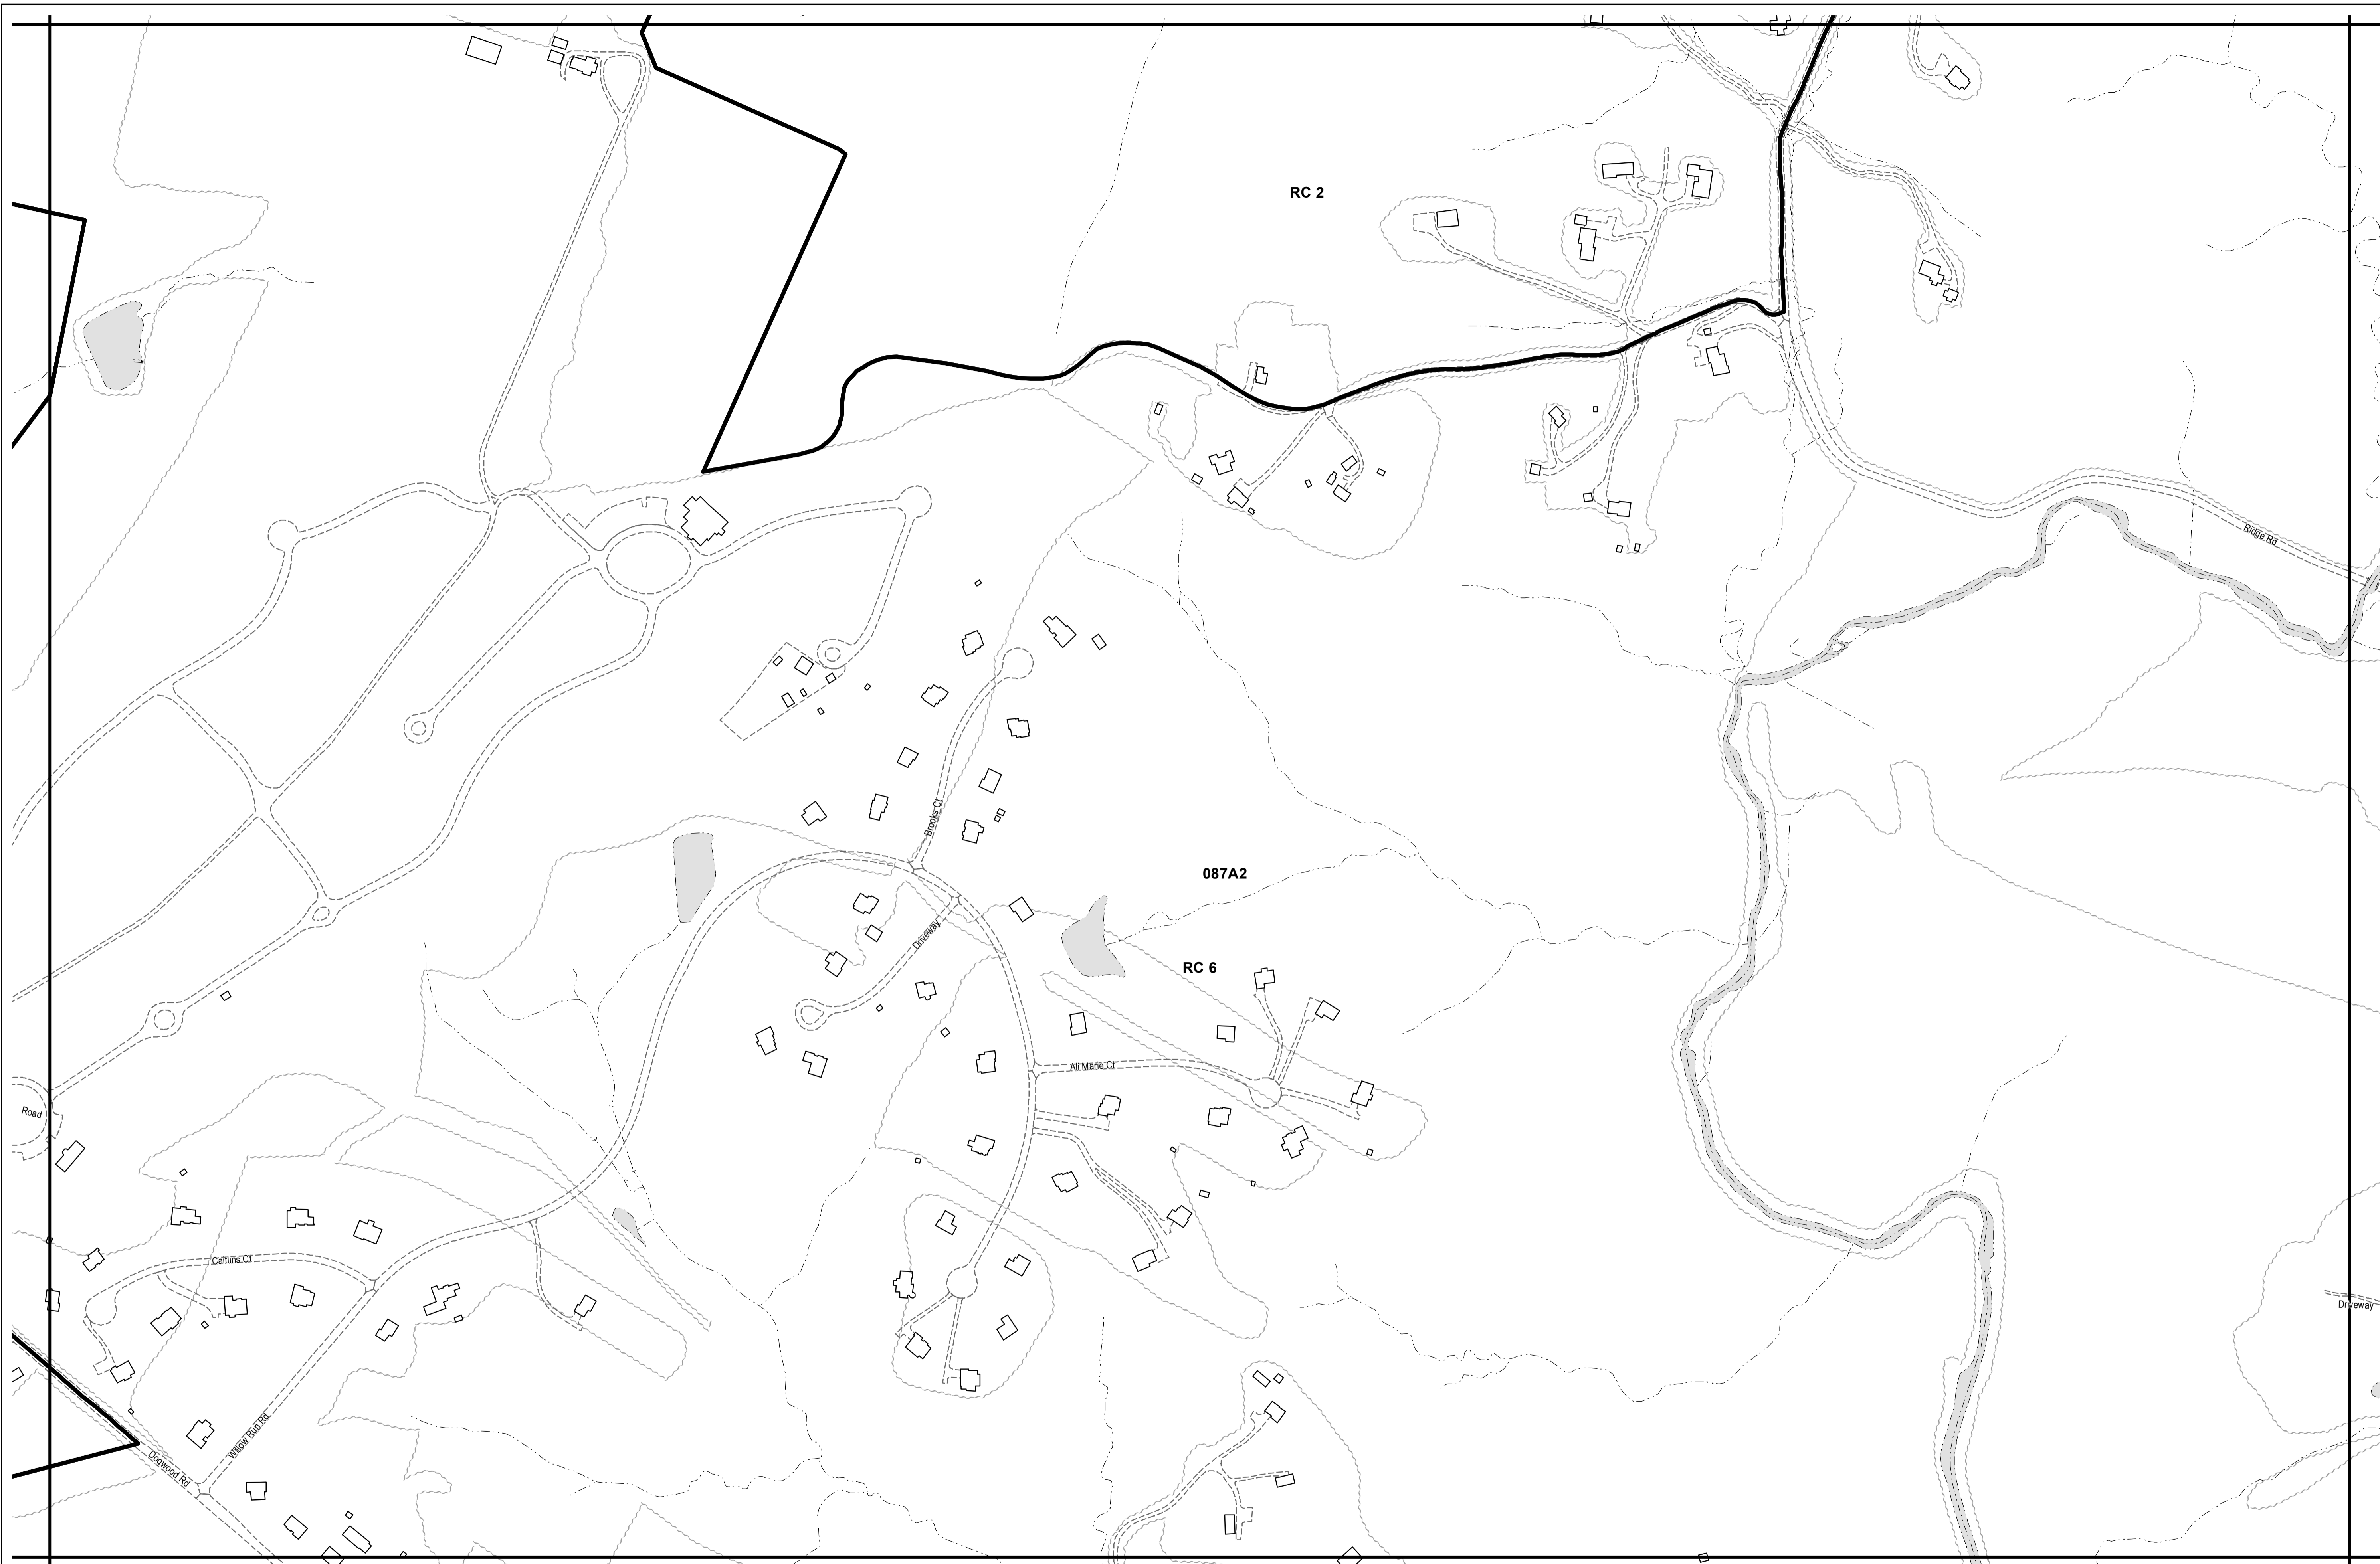 RC 2
Ridge Rd
Brooks Ct
087A2
Driveway
RC 6
Ali Marie Ct
Road
Caitlins Ct
Driveway
Willow Run Rd
Dogwood Rd